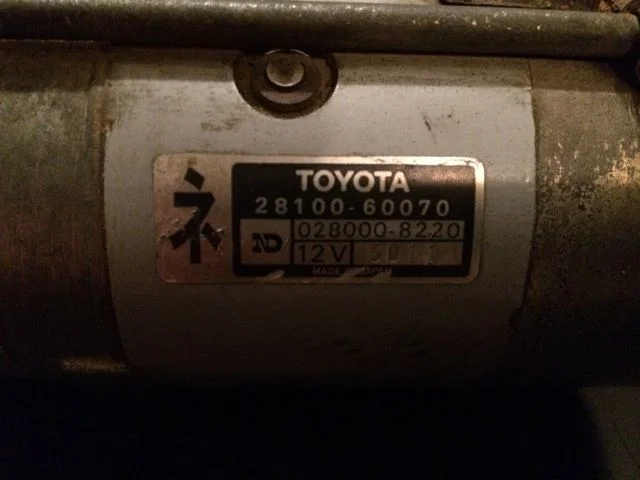 ネ
TOYOTA
28100-60070
ND
028000-8220
12V
MADE IN JAPAN